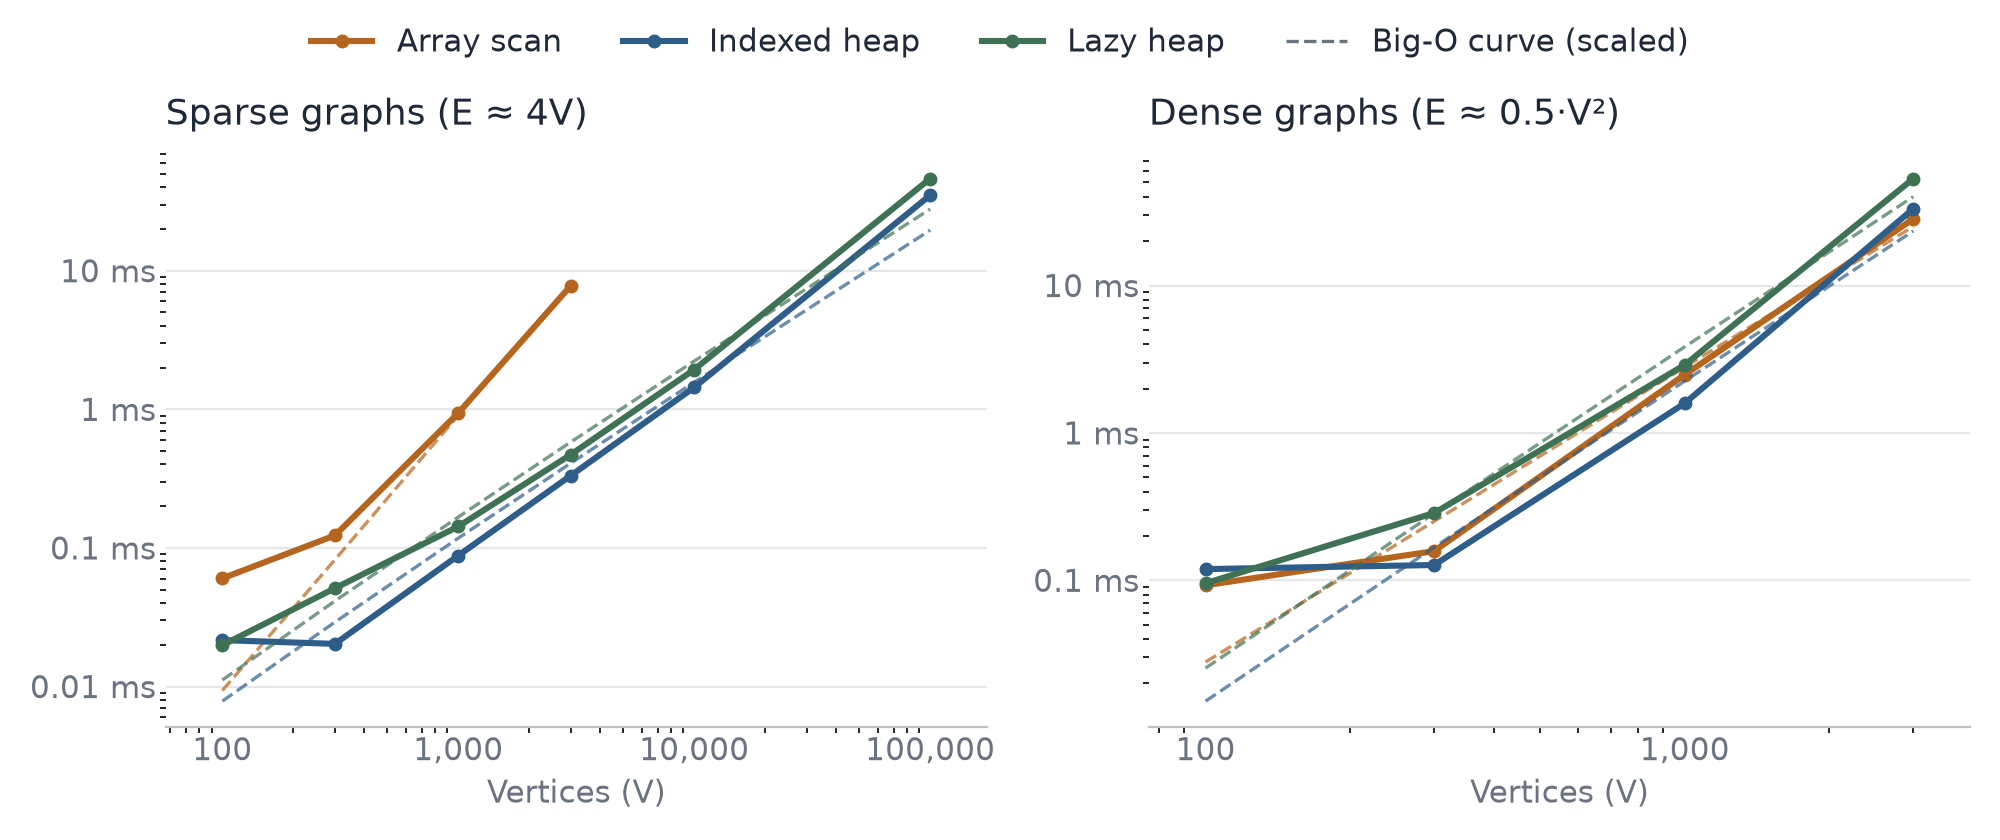 Array scan Indexed heap Lazy heap Big-O curve (scaled)
Sparse graphs (E ≈ 4V)
10 ms
1 ms
0.1 ms
0.01 ms
100 1,000 10,000 100,000
Vertices (V)
Dense graphs (E ≈ 0.5·V²)
10 ms
1 ms
0.1 ms
100 1,000
Vertices (V)